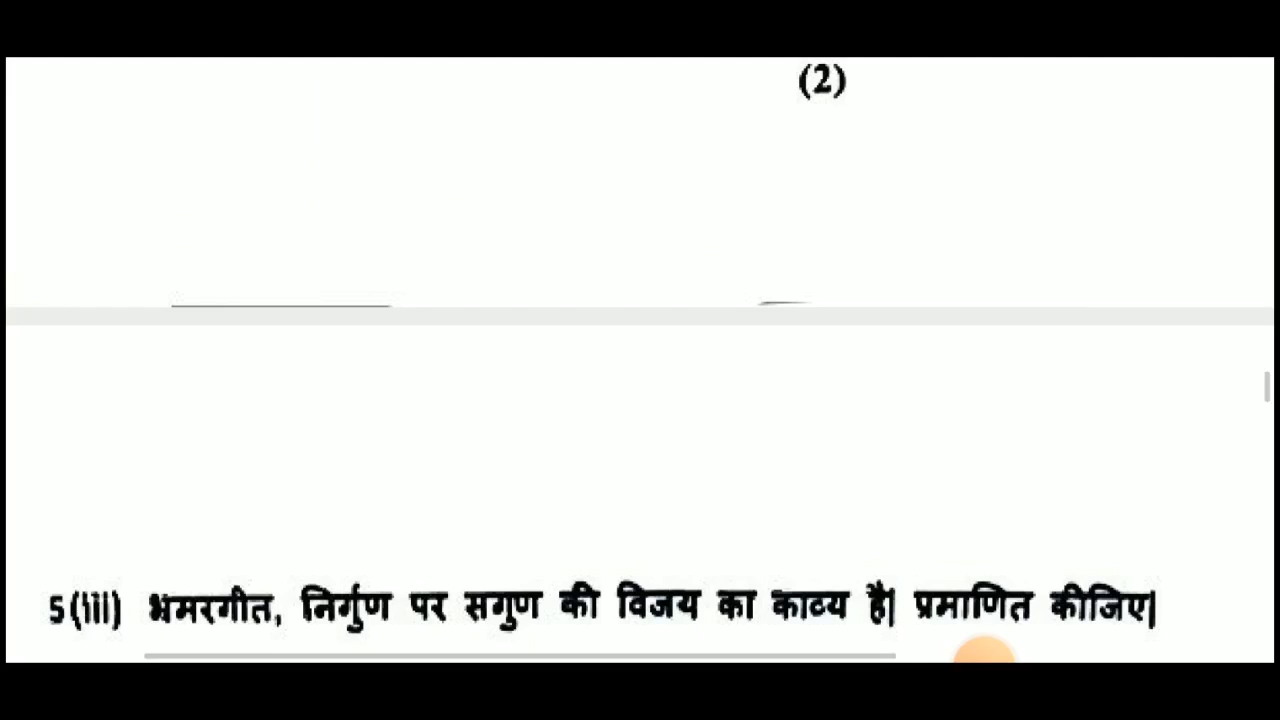 (2)
5(iii) भ्रमरगीत, निर्गुण पर सगुण की विजय का काव्य है| प्रमाणित कीजिए|